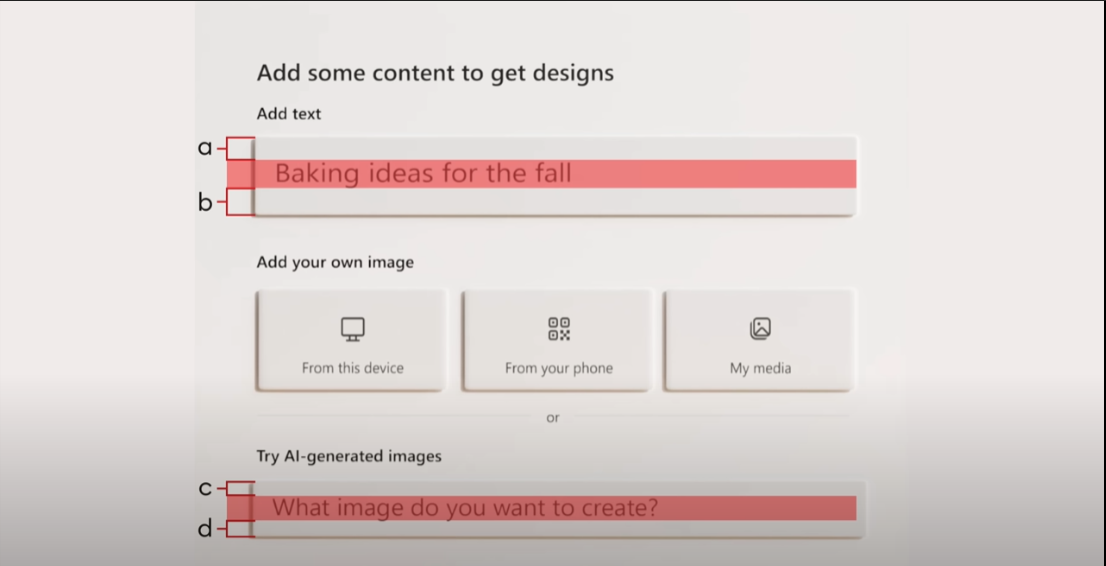 Add some content to get designs
Add text
a
Baking ideas for the fall
b
Add your own image
From this device
From your phone
My media
or
Try AI-generated images
c
What image do you want to create?
d